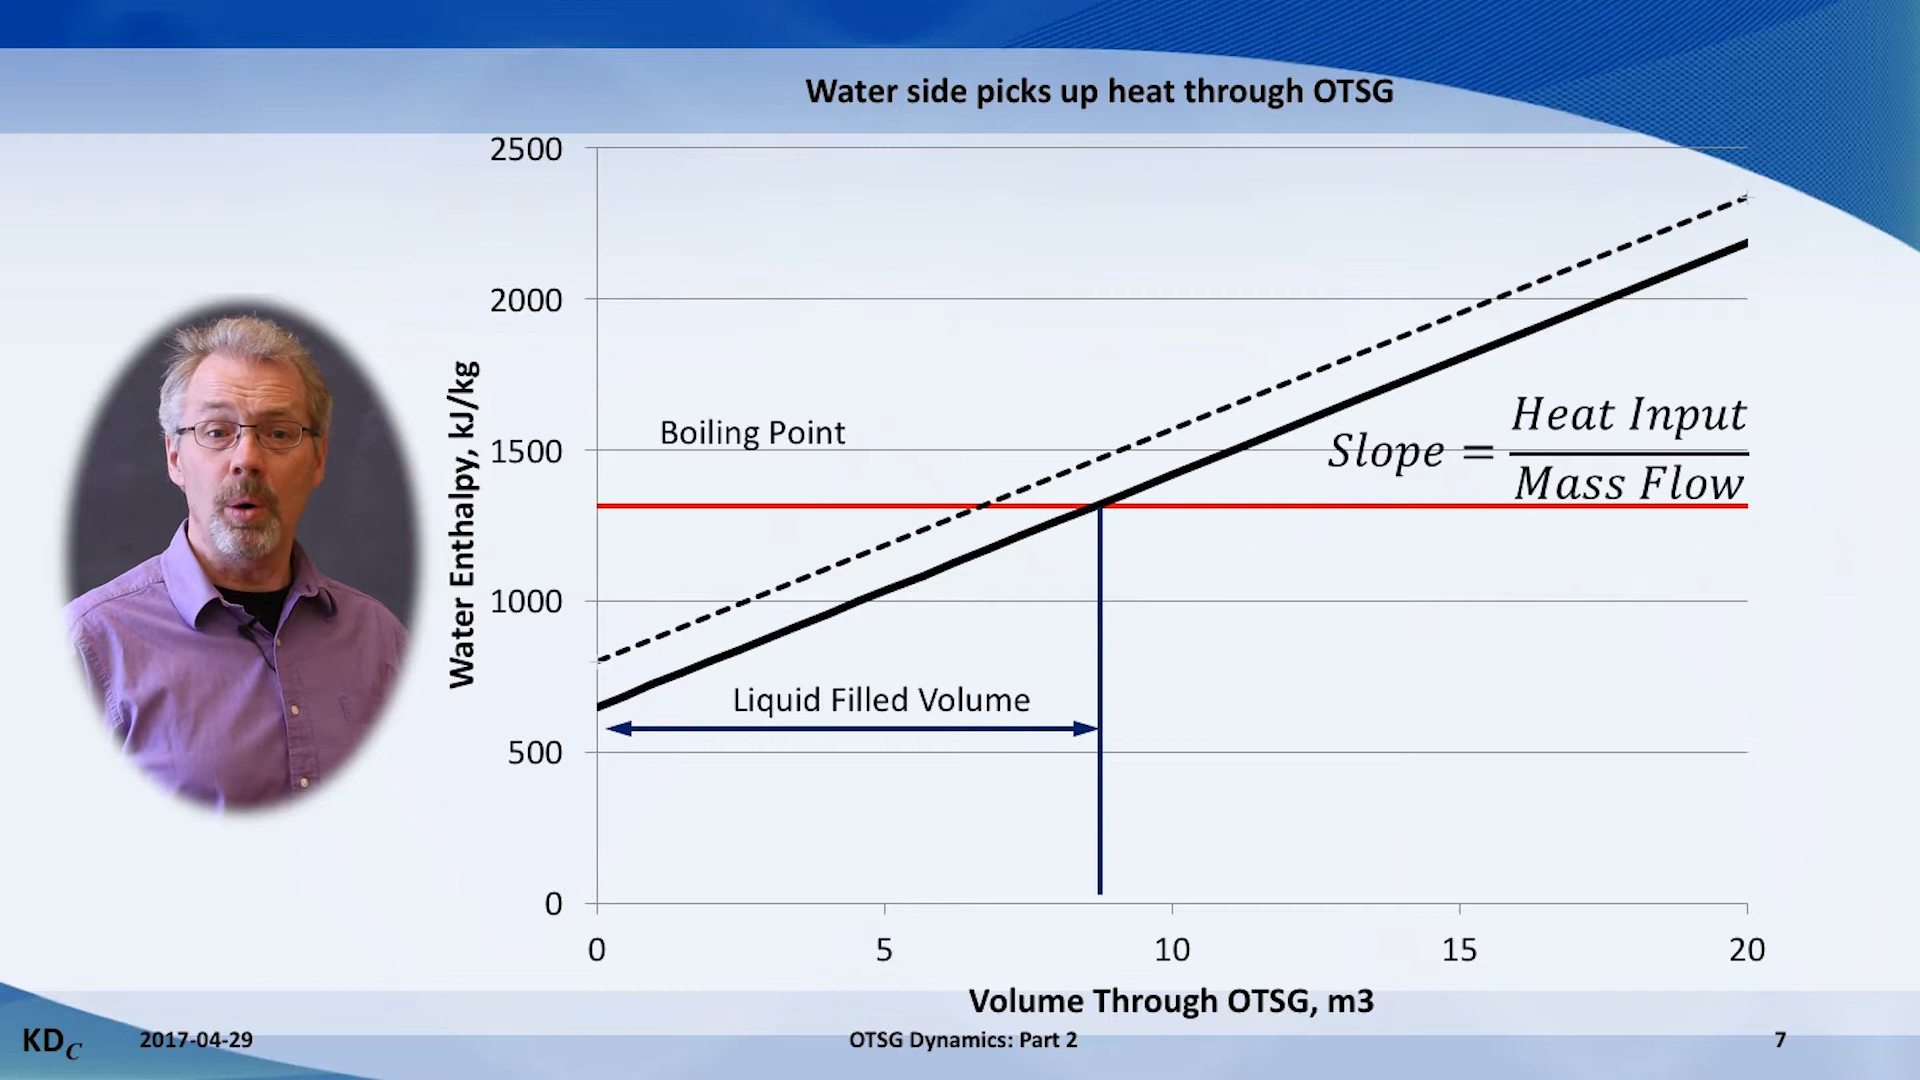 Water side picks up heat through OTSG
2500
2000
1500
1000
500
0
Water Enthalpy, kJ/kg
Boiling Point
Slope = Heat Input
Mass Flow
Liquid Filled Volume
0 5 10 15 20
Volume Through OTSG, m3
KDC 2017-04-29 OTSG Dynamics: Part 2 7